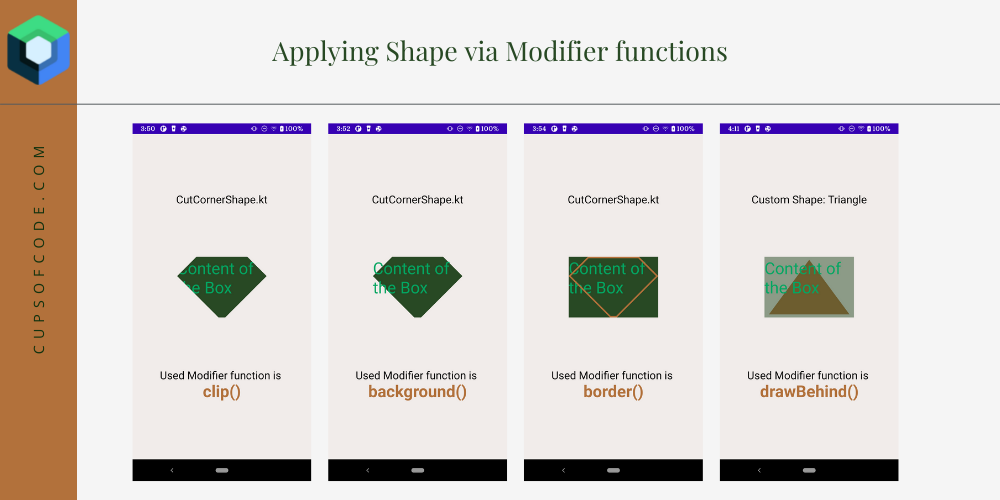 Applying Shape via Modifier functions
CUPSOFCODE.COM
3:50 100%
CutCornerShape.kt
Content of
the Box
Used Modifier function is
clip()
3:52 100%
CutCornerShape.kt
Content of
the Box
Used Modifier function is
background()
3:54 100%
CutCornerShape.kt
Content of
the Box
Used Modifier function is
border()
4:11 100%
Custom Shape: Triangle
Content of
the Box
Used Modifier function is
drawBehind()